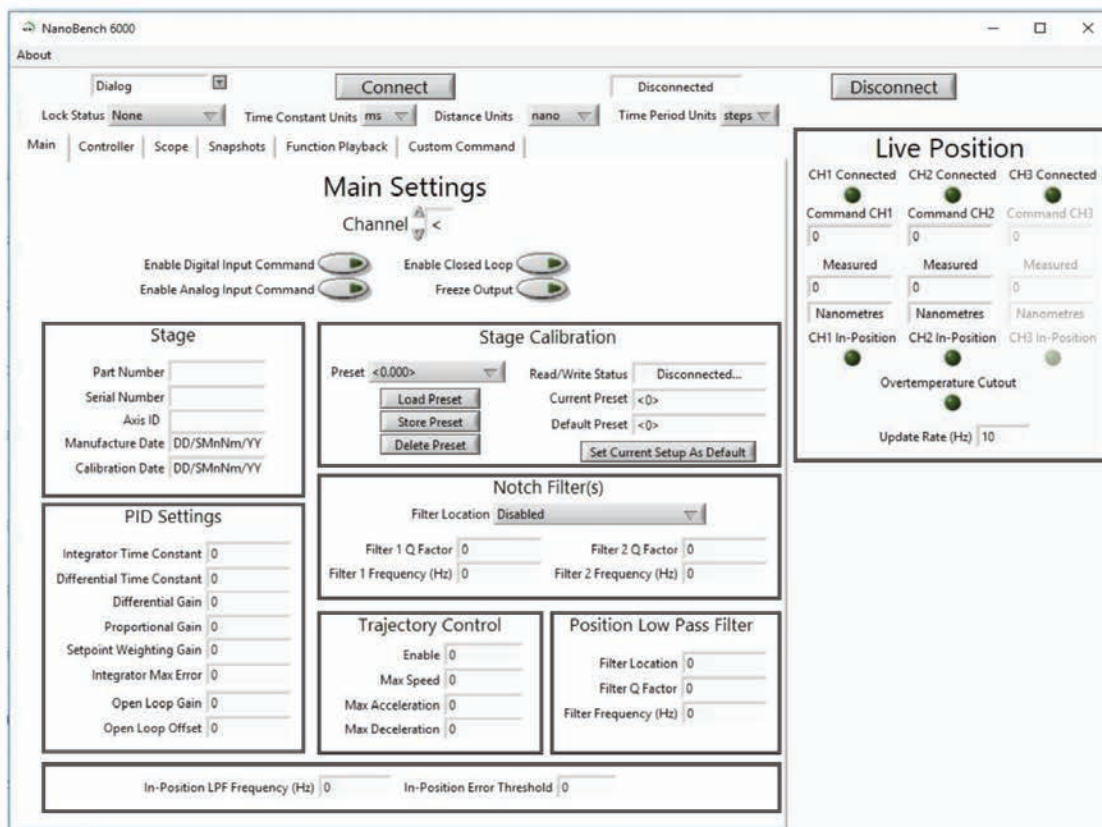 NanoBench 6000
About
Dialog Connect Disconnected Disconnect
Lock Status None Time Constant Units ms Distance Units nano Time Period Units steps
Main Controller Scope Snapshots Function Playback Custom Command
Main Settings
Channel <
Enable Digital Input Command Enable Closed Loop
Enable Analog Input Command Freeze Output
Stage
Part Number
Serial Number
Axis ID
Manufacture Date DD/SMnNm/YY
Calibration Date DD/SMnNm/YY
Stage Calibration
Preset <0.000> Read/Write Status Disconnected...
Load Preset Current Preset <0>
Store Preset Default Preset <0>
Delete Preset Set Current Setup As Default
Notch Filter(s)
Filter Location Disabled
Filter 1 Q Factor 0 Filter 2 Q Factor 0
Filter 1 Frequency (Hz) 0 Filter 2 Frequency (Hz) 0
PID Settings
Integrator Time Constant 0
Differential Time Constant 0
Differential Gain 0
Proportional Gain 0
Setpoint Weighting Gain 0
Integrator Max Error 0
Open Loop Gain 0
Open Loop Offset 0
Trajectory Control
Enable 0
Max Speed 0
Max Acceleration 0
Max Deceleration 0
Position Low Pass Filter
Filter Location 0
Filter Q Factor 0
Filter Frequency (Hz) 0
In-Position LPF Frequency (Hz) 0 In-Position Error Threshold 0
Live Position
CH1 Connected CH2 Connected CH3 Connected
Command CH1 Command CH2 Command CH3
0 0 0
Measured Measured Measured
0 0 0
Nanometres Nanometres Nanometres
CH1 In-Position CH2 In-Position CH3 In-Position
Overtemperature Cutout
Update Rate (Hz) 10